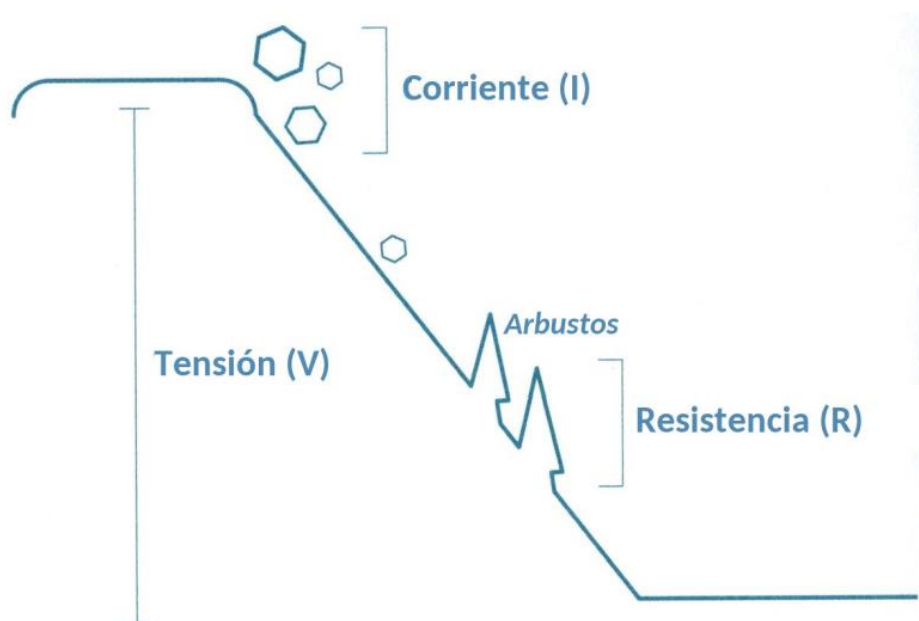 Corriente (I)
Arbustos
Tensión (V)
Resistencia (R)